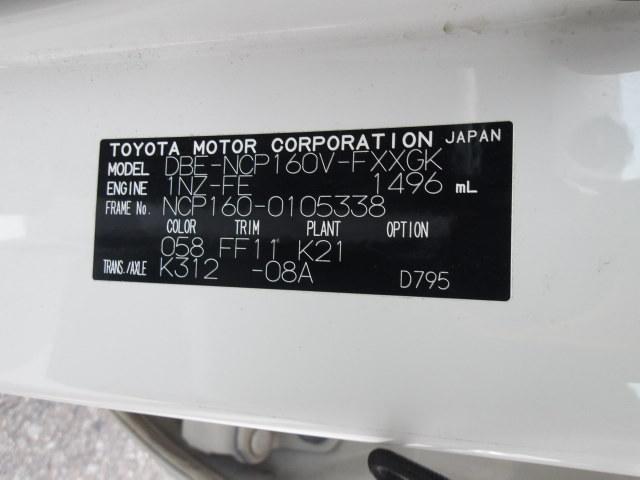 TOYOTA MOTOR CORPORATION JAPAN
MODEL DBE-NCP160V-FXXGK
ENGINE 1NZ-FE 1496 mL
FRAME No. NCP160-0105338
COLOR TRIM PLANT OPTION
058 FF11 K21
TRANS./AXLE K312 -08A D795